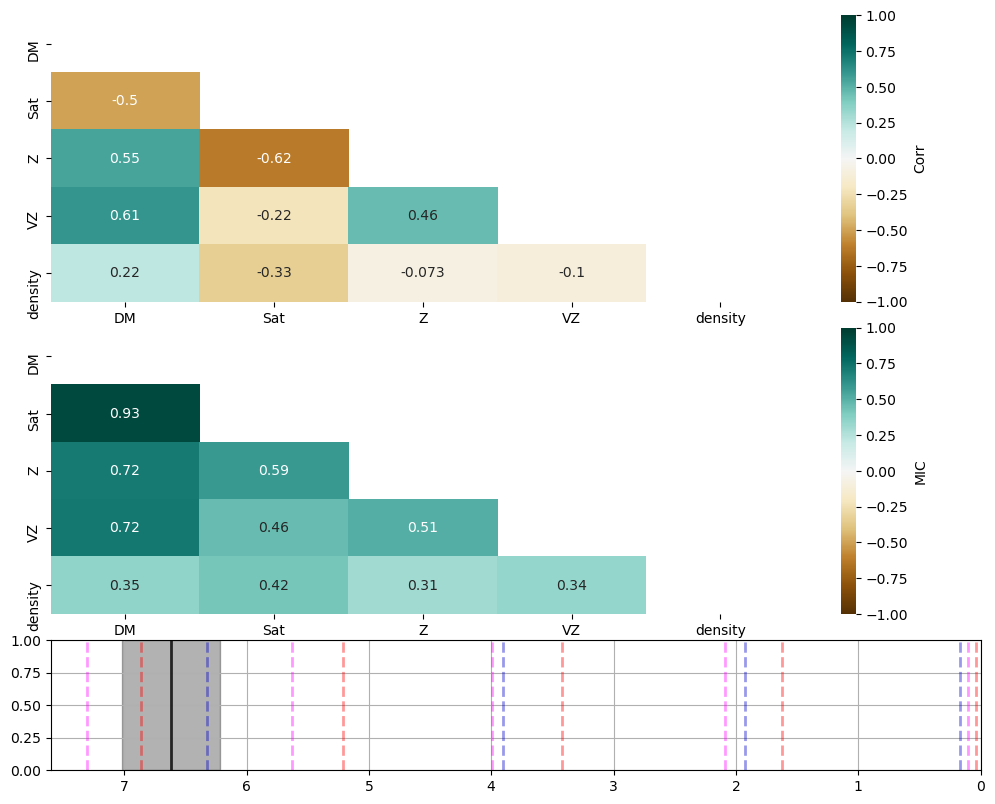 DM
Sat
Z
VZ
density
-0.5
0.55
-0.62
0.61
-0.22
0.46
0.22
-0.33
-0.073
-0.1
DM Sat Z VZ density
1.00
0.75
0.50
0.25
0.00
−0.25
−0.50
−0.75
−1.00
Corr
DM
Sat
Z
VZ
density
0.93
0.72
0.59
0.72
0.46
0.51
0.35
0.42
0.31
0.34
DM Sat Z VZ density
1.00
0.75
0.50
0.25
0.00
−0.25
−0.50
−0.75
−1.00
MIC
1.00
0.75
0.50
0.25
0.00
7 6 5 4 3 2 1 0